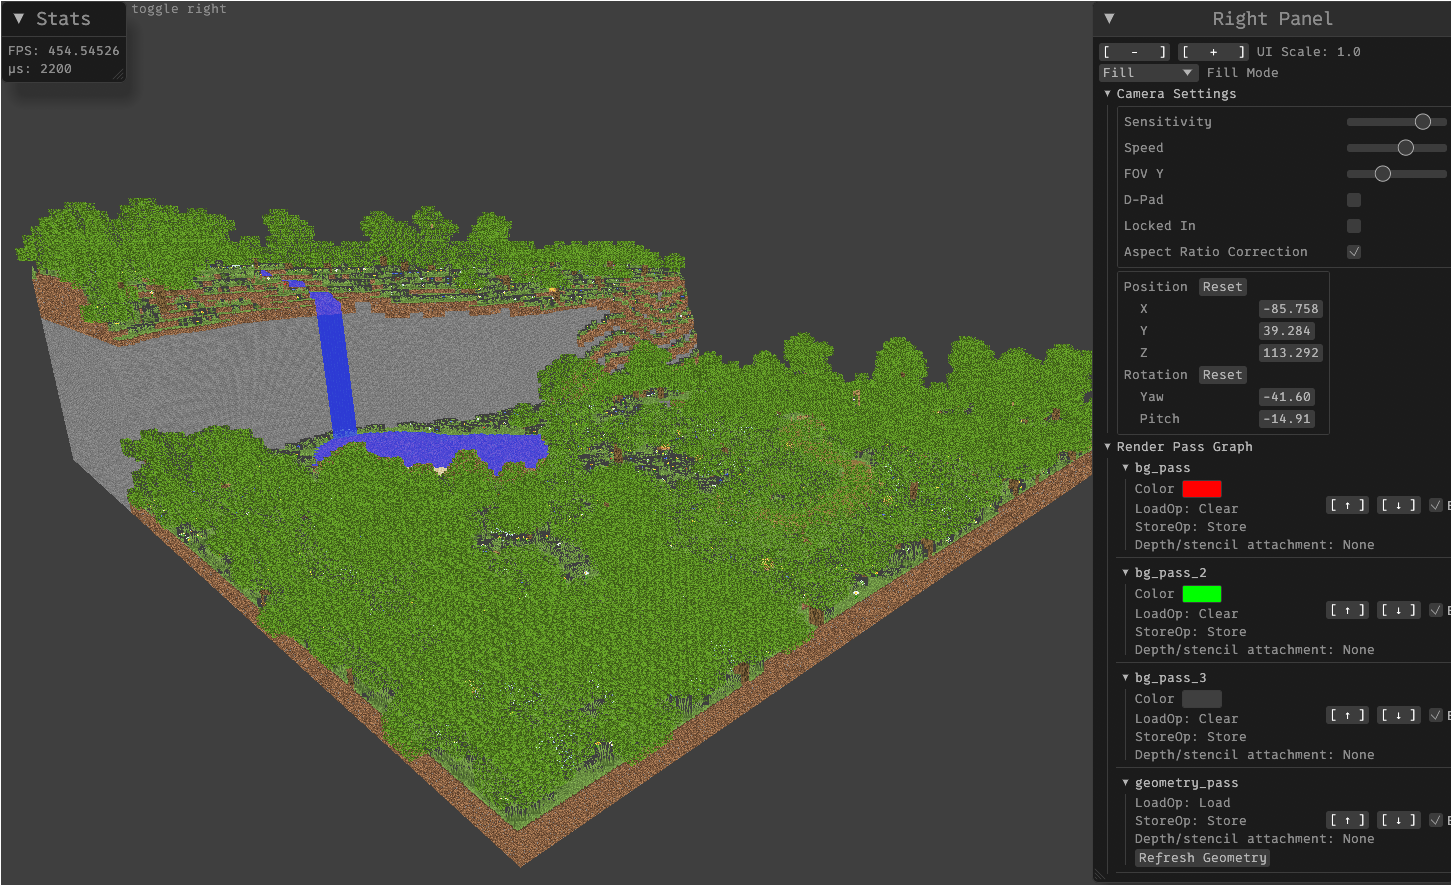 ▼ Stats
toggle right
FPS: 454.54526
µs: 2200
▼ Right Panel
[ - ] [ + ] UI Scale: 1.0
Fill ▼ Fill Mode
▼ Camera Settings
Sensitivity
Speed
FOV Y
D-Pad
Locked In
Aspect Ratio Correction
Position Reset
X -85.758
Y 39.284
Z 113.292
Rotation Reset
Yaw -41.60
Pitch -14.91
▼ Render Pass Graph
▼ bg_pass
Color
LoadOp: Clear [ ↑ ] [ ↓ ]
StoreOp: Store
Depth/stencil attachment: None
▼ bg_pass_2
Color
LoadOp: Clear [ ↑ ] [ ↓ ]
StoreOp: Store
Depth/stencil attachment: None
▼ bg_pass_3
Color
LoadOp: Clear [ ↑ ] [ ↓ ]
StoreOp: Store
Depth/stencil attachment: None
▼ geometry_pass
LoadOp: Load
StoreOp: Store [ ↑ ] [ ↓ ]
Depth/stencil attachment: None
Refresh Geometry